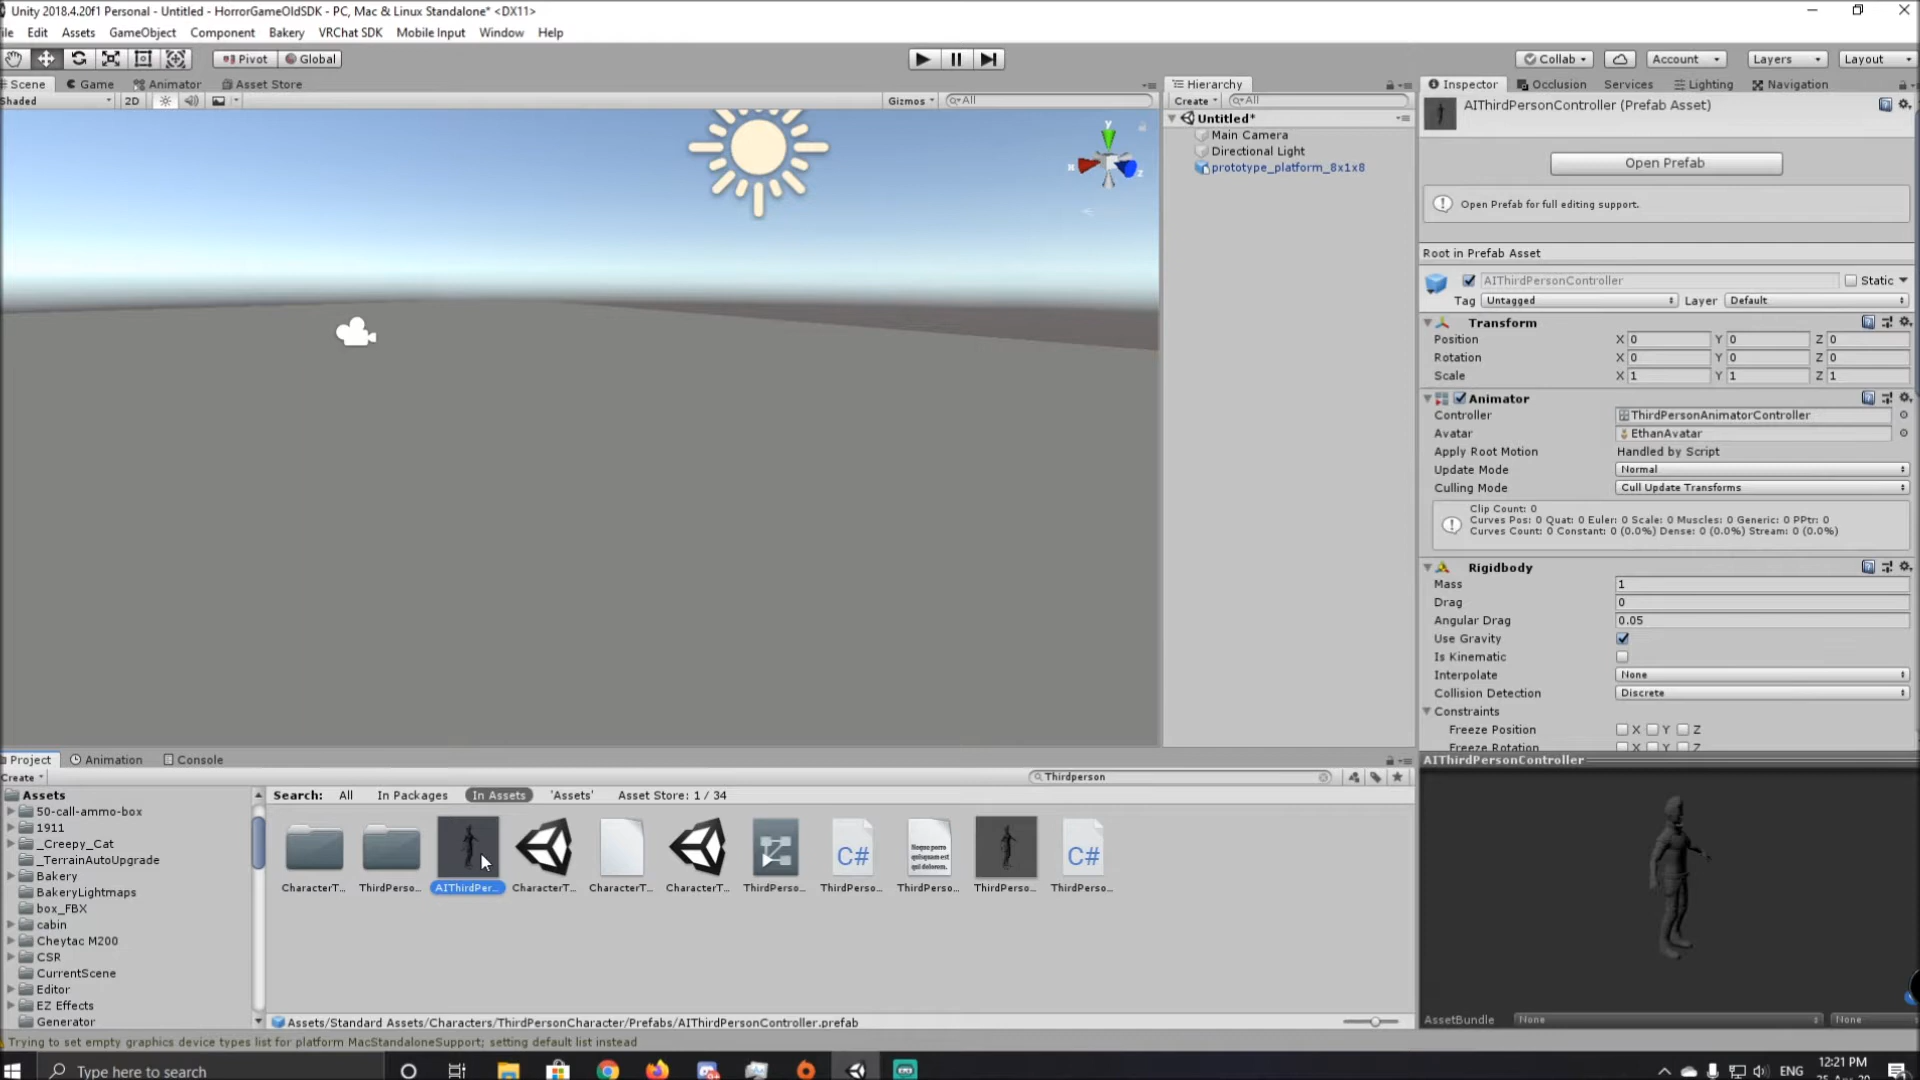 Unity 2018.4.20f1 Personal - Untitled - HorrorGameOldSDK - PC, Mac & Linux Standalone* <DX11>
ile Edit Assets GameObject Component Bakery VRChat SDK Mobile Input Window Help
Pivot Global Collab Account Layers Layout
Scene Game Animator Asset Store
Shaded 2D Gizmos All
Hierarchy
Create All
Untitled*
Main Camera
Directional Light
prototype_platform_8x1x8
Inspector Occlusion Services Lighting Navigation
AIThirdPersonController (Prefab Asset)
Open Prefab
Open Prefab for full editing support.
Root in Prefab Asset
AIThirdPersonController Static
Tag Untagged Layer Default
Transform
Position X 0 Y 0 Z 0
Rotation X 0 Y 0 Z 0
Scale X 1 Y 1 Z 1
Animator
Controller ThirdPersonAnimatorController
Avatar EthanAvatar
Apply Root Motion Handled by Script
Update Mode Normal
Culling Mode Cull Update Transforms
Clip Count: 0
Curves Pos: 0 Quat: 0 Euler: 0 Scale: 0 Muscles: 0 Generic: 0 PPtr: 0
Curves Count: 0 Constant: 0 (0.0%) Dense: 0 (0.0%) Stream: 0 (0.0%)
Rigidbody
Mass 1
Drag 0
Angular Drag 0.05
Use Gravity
Is Kinematic
Interpolate None
Collision Detection Discrete
Constraints
Freeze Position X Y Z
Freeze Rotation X Y Z
AIThirdPersonController
AssetBundle None None
Project Animation Console
Create Thirdperson
Search: All In Packages In Assets 'Assets' Asset Store: 1 / 34
Assets
50-call-ammo-box
1911
_Creepy_Cat
_TerrainAutoUpgrade
Bakery
BakeryLightmaps
box_FBX
cabin
Cheytac M200
CSR
CurrentScene
Editor
EZ Effects
Generator
C# Neque porro quisquam est qui dolorem. C#
CharacterT... ThirdPerso... AIThirdPer... CharacterT... CharacterT... CharacterT... ThirdPerso... ThirdPerso... ThirdPerso... ThirdPerso... ThirdPerso...
Assets/Standard Assets/Characters/ThirdPersonCharacter/Prefabs/AIThirdPersonController.prefab
Trying to set empty graphics device types list for platform MacStandaloneSupport; setting default list instead
Type here to search
ENG
12:21 PM